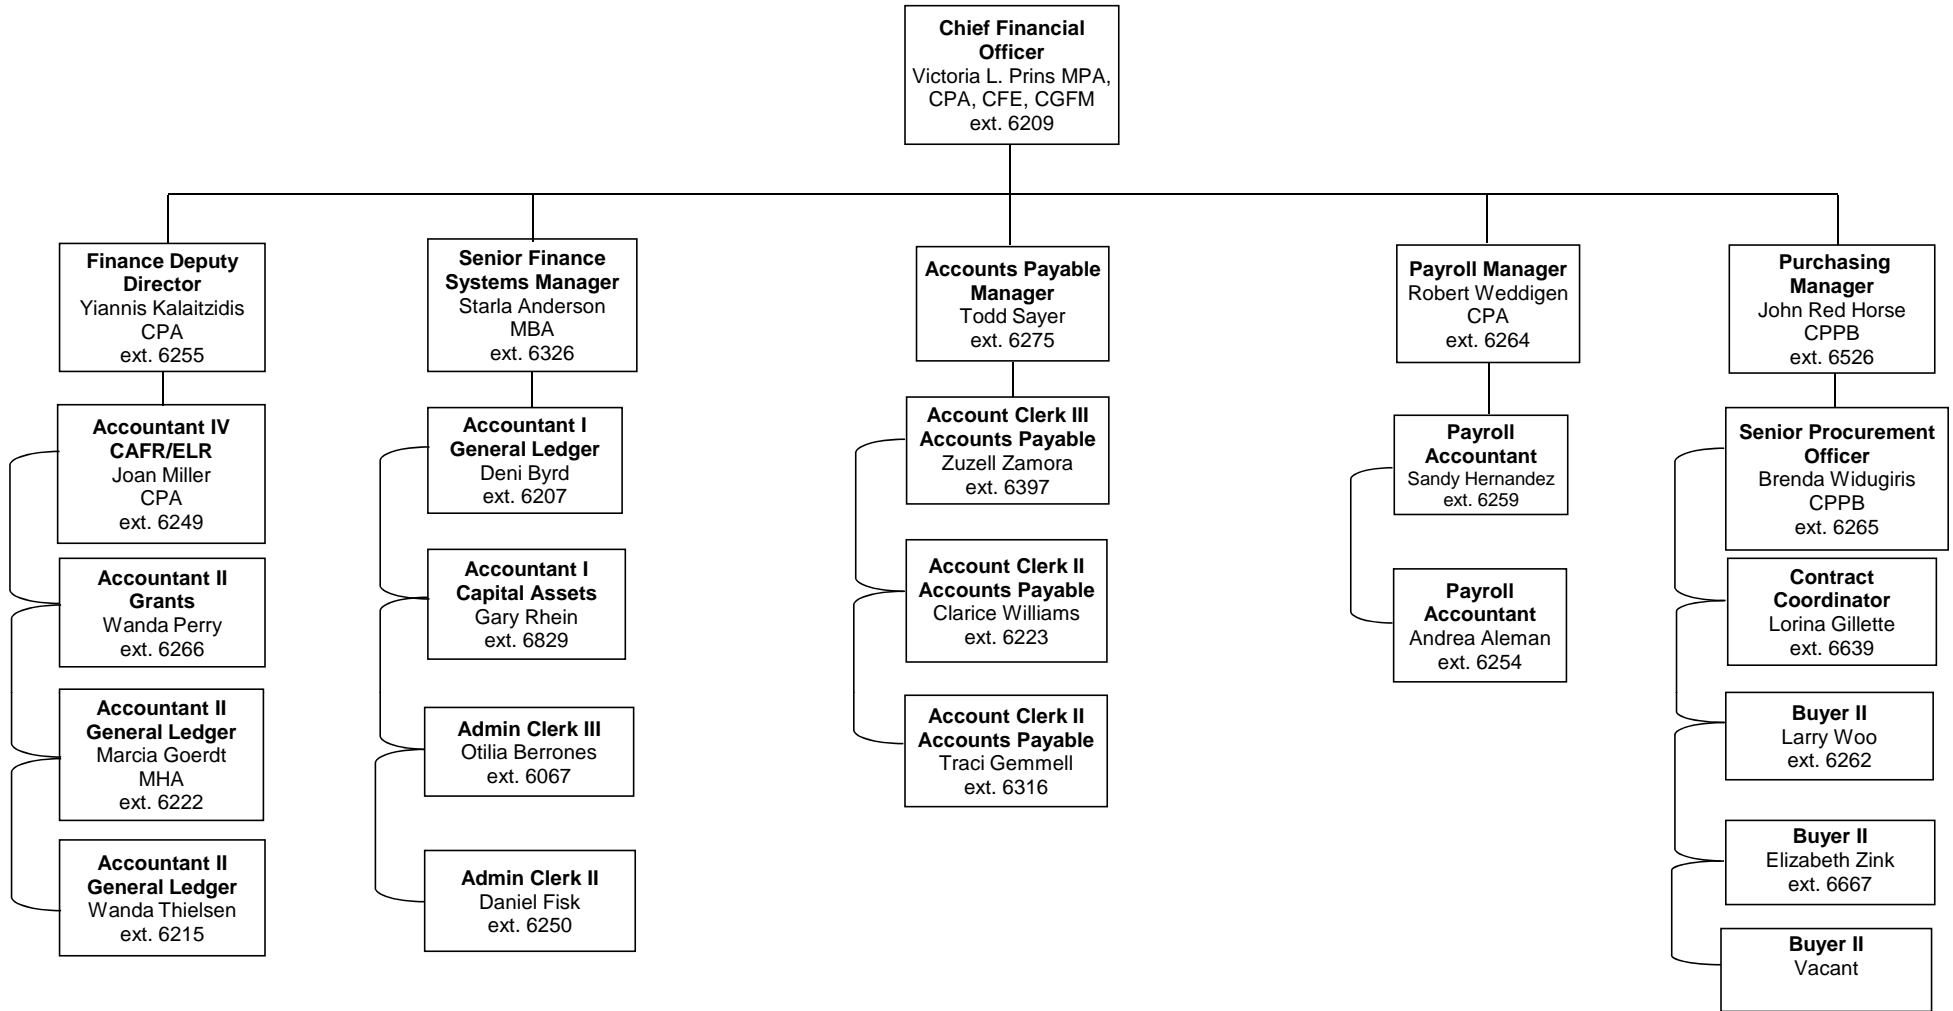 Chief Financial
Officer
Victoria L. Prins MPA,
CPA, CFE, CGFM
ext. 6209
Finance Deputy
Director
Yiannis Kalaitzidis
CPA
ext. 6255
Accountant IV
CAFR/ELR
Joan Miller
CPA
ext. 6249
Accountant II
Grants
Wanda Perry
ext. 6266
Accountant II
General Ledger
Marcia Goerdt
MHA
ext. 6222
Accountant II
General Ledger
Wanda Thielsen
ext. 6215
Senior Finance
Systems Manager
Starla Anderson
MBA
ext. 6326
Accountant I
General Ledger
Deni Byrd
ext. 6207
Accountant I
Capital Assets
Gary Rhein
ext. 6829
Admin Clerk III
Otilia Berrones
ext. 6067
Admin Clerk II
Daniel Fisk
ext. 6250
Accounts Payable
Manager
Todd Sayer
ext. 6275
Account Clerk III
Accounts Payable
Zuzell Zamora
ext. 6397
Account Clerk II
Accounts Payable
Clarice Williams
ext. 6223
Account Clerk II
Accounts Payable
Traci Gemmell
ext. 6316
Payroll Manager
Robert Weddigen
CPA
ext. 6264
Payroll
Accountant
Sandy Hernandez
ext. 6259
Payroll
Accountant
Andrea Aleman
ext. 6254
Purchasing
Manager
John Red Horse
CPPB
ext. 6526
Senior Procurement
Officer
Brenda Widugiris
CPPB
ext. 6265
Contract
Coordinator
Lorina Gillette
ext. 6639
Buyer II
Larry Woo
ext. 6262
Buyer II
Elizabeth Zink
ext. 6667
Buyer II
Vacant